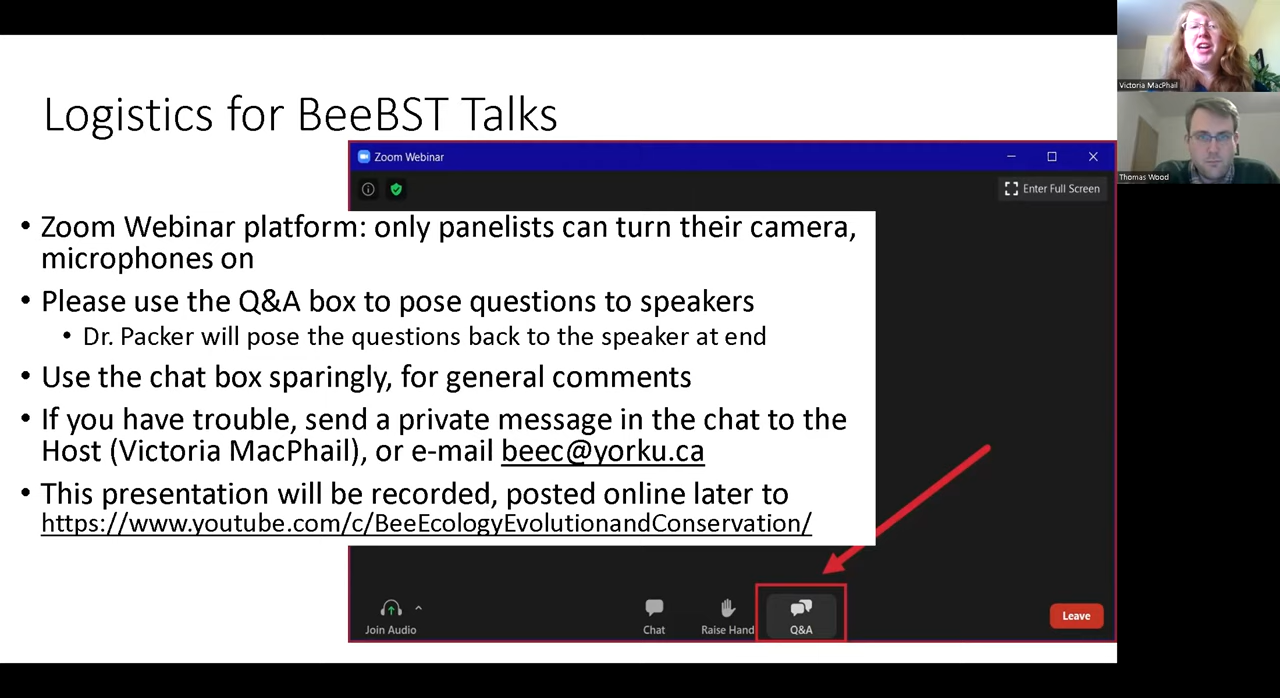 Logistics for BeeBST Talks
Zoom Webinar
Enter Full Screen
• Zoom Webinar platform: only panelists can turn their camera,
microphones on
• Please use the Q&A box to pose questions to speakers
• Dr. Packer will pose the questions back to the speaker at end
• Use the chat box sparingly, for general comments
• If you have trouble, send a private message in the chat to the
Host (Victoria MacPhail), or e-mail beec@yorku.ca
• This presentation will be recorded, posted online later to
https://www.youtube.com/c/BeeEcologyEvolutionandConservation/
Join Audio
Chat
Raise Hand
Q&A
Leave
Victoria MacPhail
Thomas Wood